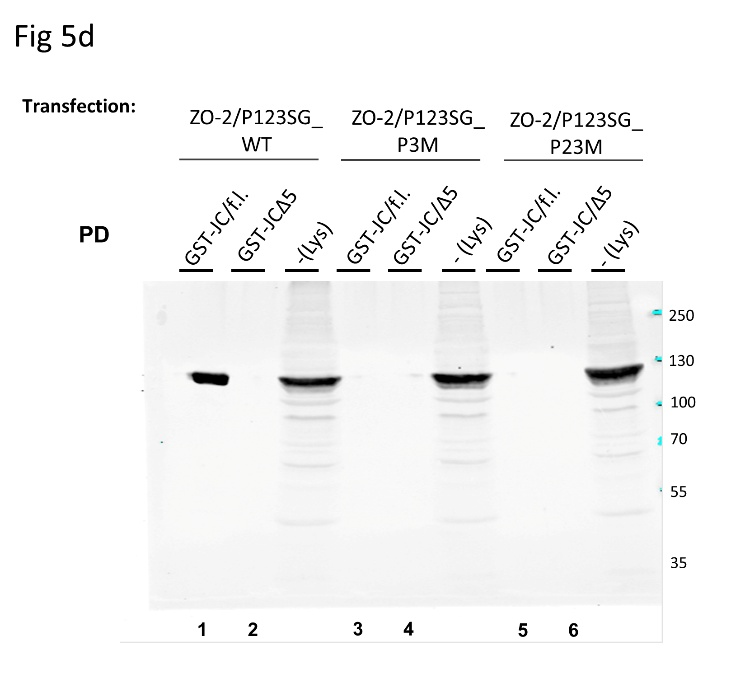 Fig 5d
Transfection:
ZO-2/P123SG_
WT
ZO-2/P123SG_
P3M
ZO-2/P123SG_
P23M
PD
GST-JC/f.l.
GST-JCΔ5
-(Lys)
GST-JC/f.l.
GST-JC/Δ5
- (Lys)
GST-JC/f.l.
GST-JC/Δ5
- (Lys)
250
130
100
70
55
35
1 2 3 4 5 6